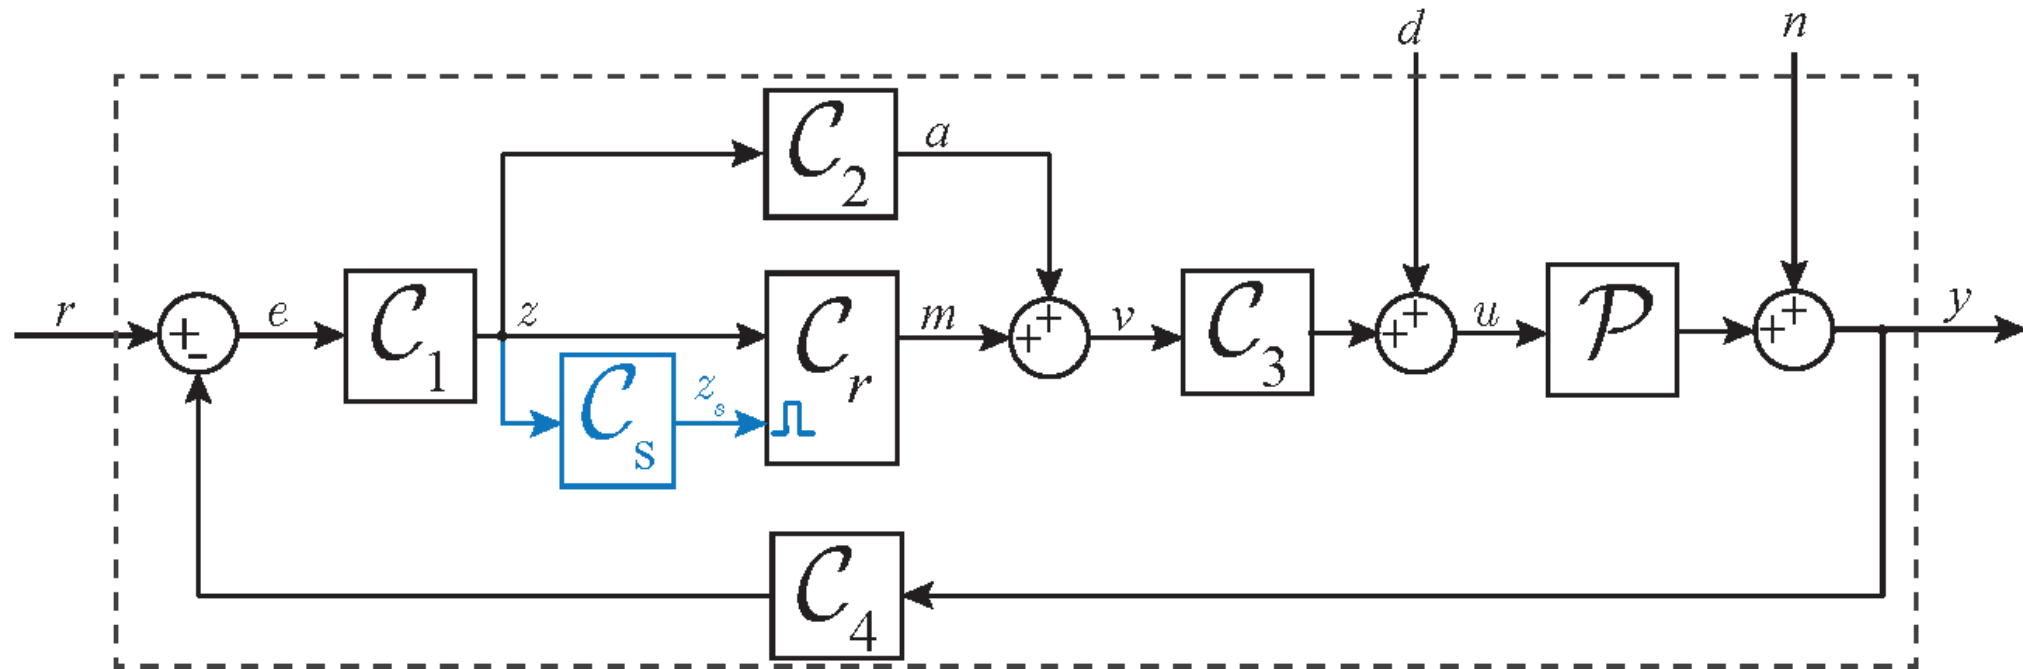 d
n
C2
a
r
+
-
e
C1
z
Cr
m
+
+
v
C3
+
+
u
P
+
+
y
Cs
zs
C4